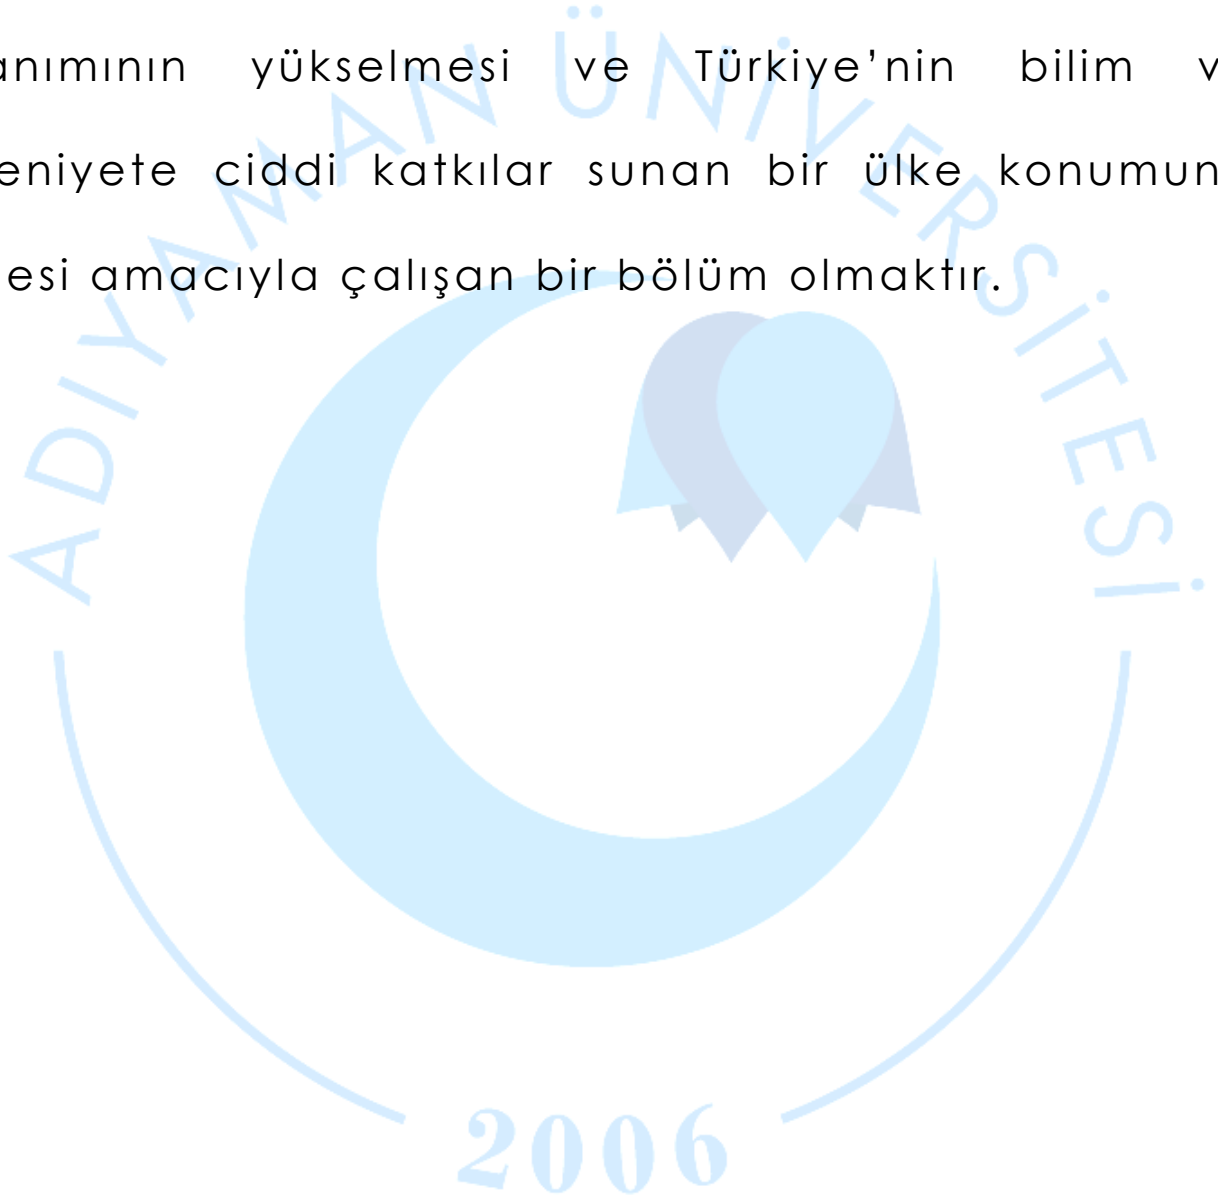 anımının yükselmesi ve Türkiye’nin bilim v
eniyete ciddi katkılar sunan bir ülke konumun
esi amacıyla çalışan bir bölüm olmaktır.
ADIYAMAN ÜNİVERSİTESİ
2006